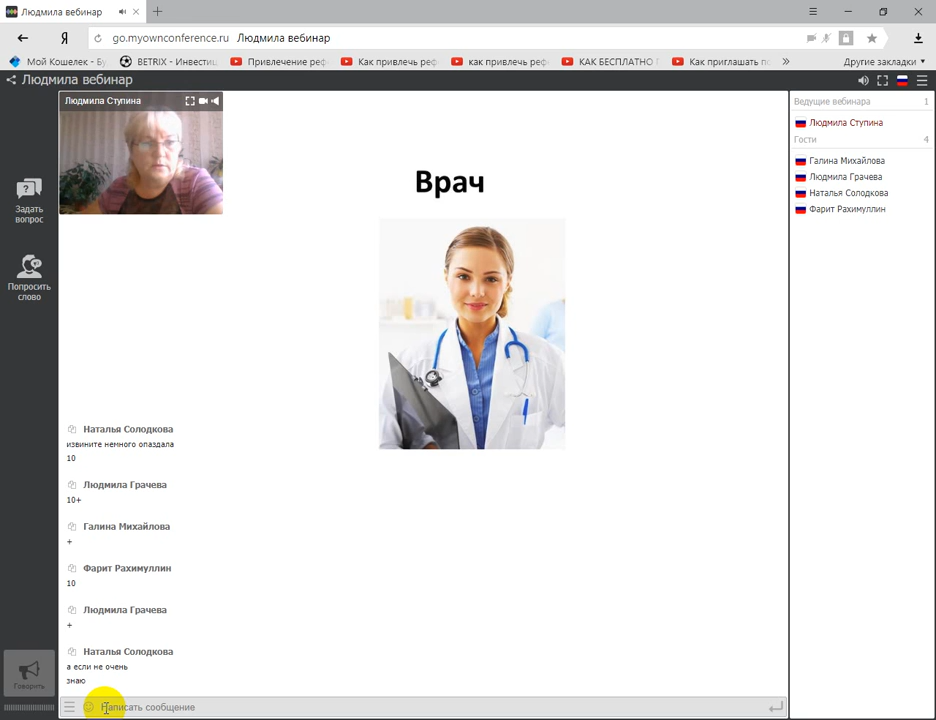 Людмила вебинар
go.myownconference.ru Людмила вебинар
Мой Кошелек - Бу
BETRIX - Инвестиц
Привлечение реф
Как привлечь реф
как привлечь реф
КАК БЕСПЛАТНО
Как приглашать по
Другие закладки
Людмила вебинар
Людмила Ступина
Задать
вопрос
Попросить
слово
Говорить
Врач
Наталья Солодкова
извините немного опаздала
10
Людмила Грачева
10+
Галина Михайлова
+
Фарит Рахимуллин
10
Людмила Грачева
+
Наталья Солодкова
а если не очень
знаю
Написать сообщение
Ведущие вебинара 1
Людмила Ступина
Гости 4
Галина Михайлова
Людмила Грачева
Наталья Солодкова
Фарит Рахимуллин